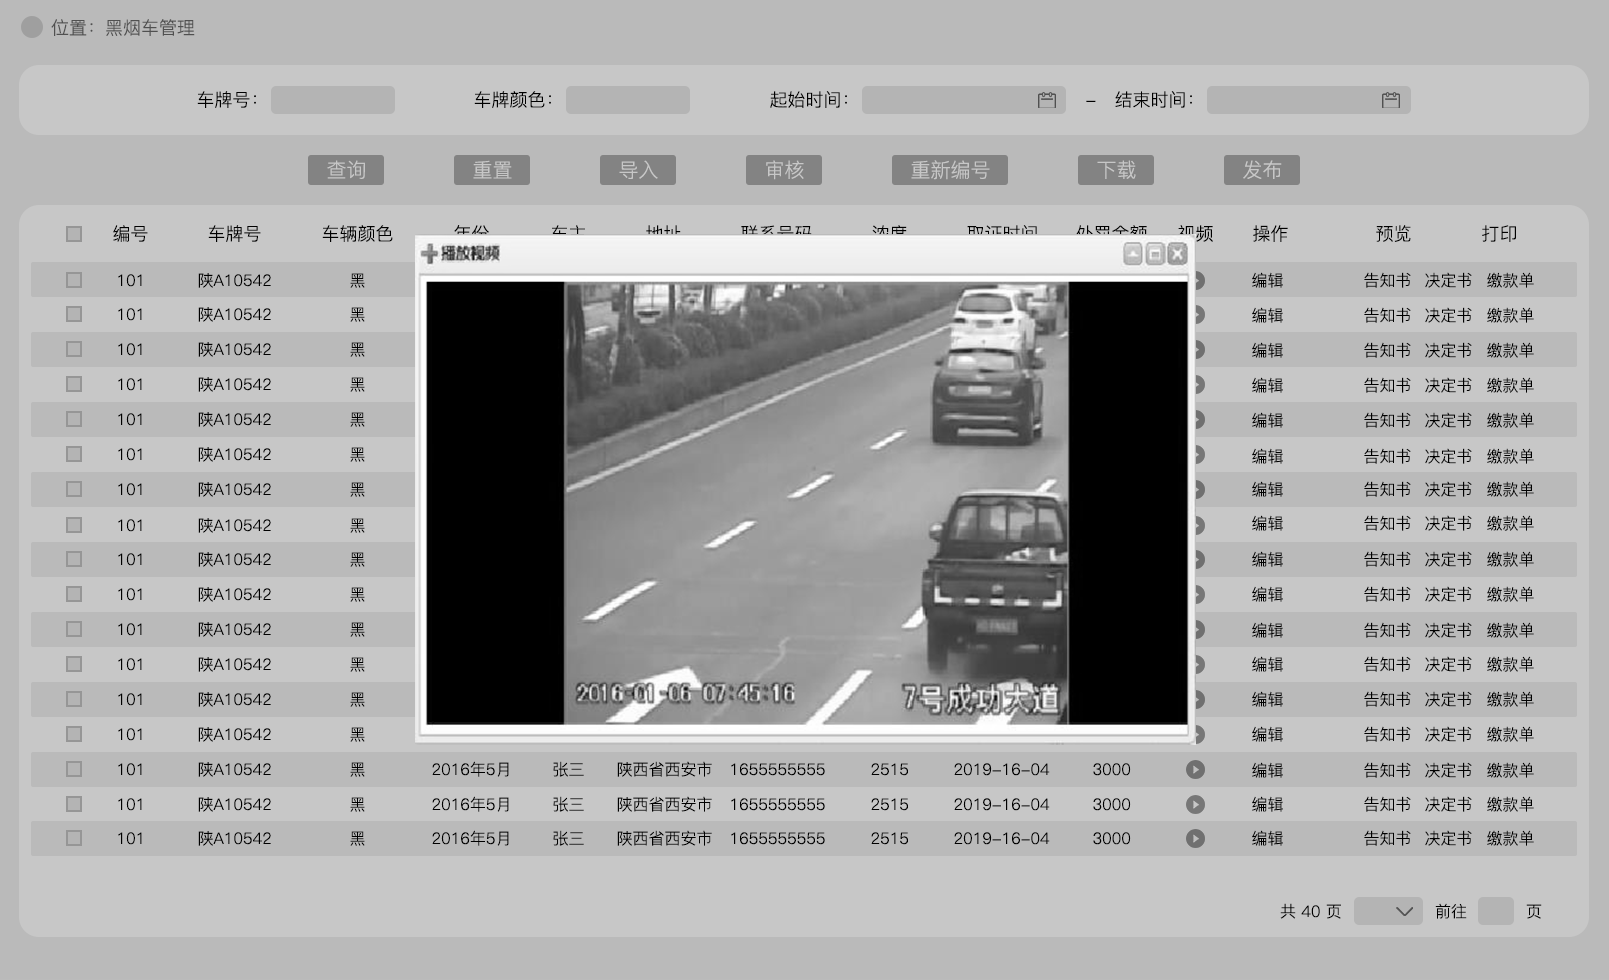 位置：黑烟车管理
车牌号： 车牌颜色： 起始时间： – 结束时间：
查询 重置 导入 审核 重新编号 下载 发布
编号 车牌号 车辆颜色 年份 车主 地址 联系号码 浓度 取证时间 处罚金额 视频 操作 预览 打印
播放视频
101 陕A10542 黑 编辑 告知书 决定书 缴款单
101 陕A10542 黑 编辑 告知书 决定书 缴款单
101 陕A10542 黑 编辑 告知书 决定书 缴款单
101 陕A10542 黑 编辑 告知书 决定书 缴款单
101 陕A10542 黑 编辑 告知书 决定书 缴款单
101 陕A10542 黑 编辑 告知书 决定书 缴款单
101 陕A10542 黑 编辑 告知书 决定书 缴款单
101 陕A10542 黑 编辑 告知书 决定书 缴款单
101 陕A10542 黑 编辑 告知书 决定书 缴款单
101 陕A10542 黑 编辑 告知书 决定书 缴款单
101 陕A10542 黑 编辑 告知书 决定书 缴款单
101 陕A10542 黑 编辑 告知书 决定书 缴款单
2016-01-06 07:45:16 7号成功大道
101 陕A10542 黑 编辑 告知书 决定书 缴款单
101 陕A10542 黑 编辑 告知书 决定书 缴款单
101 陕A10542 黑 2016年5月 张三 陕西省西安市 1655555555 2515 2019-16-04 3000 编辑 告知书 决定书 缴款单
101 陕A10542 黑 2016年5月 张三 陕西省西安市 1655555555 2515 2019-16-04 3000 编辑 告知书 决定书 缴款单
101 陕A10542 黑 2016年5月 张三 陕西省西安市 1655555555 2515 2019-16-04 3000 编辑 告知书 决定书 缴款单
共 40 页 前往 页